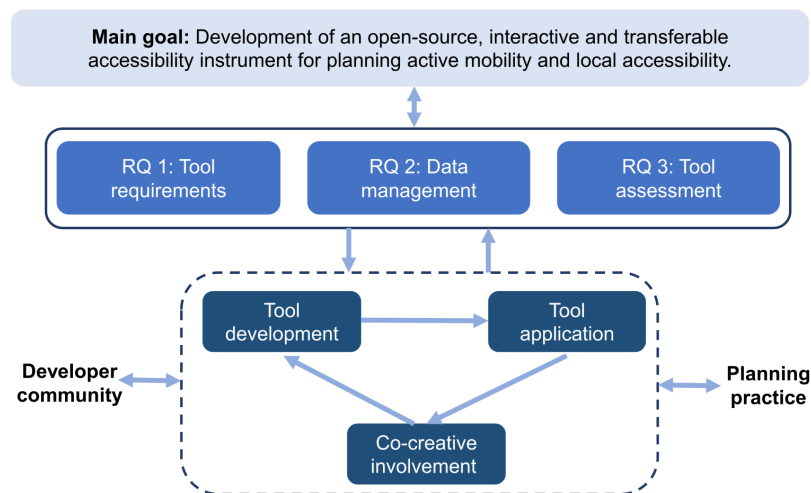 Main goal: Development of an open-source, interactive and transferable
accessibility instrument for planning active mobility and local accessibility.
RQ 1: Tool
requirements
RQ 2: Data
management
RQ 3: Tool
assessment
Tool
development
Tool
application
Developer
community
Planning
practice
Co-creative
involvement